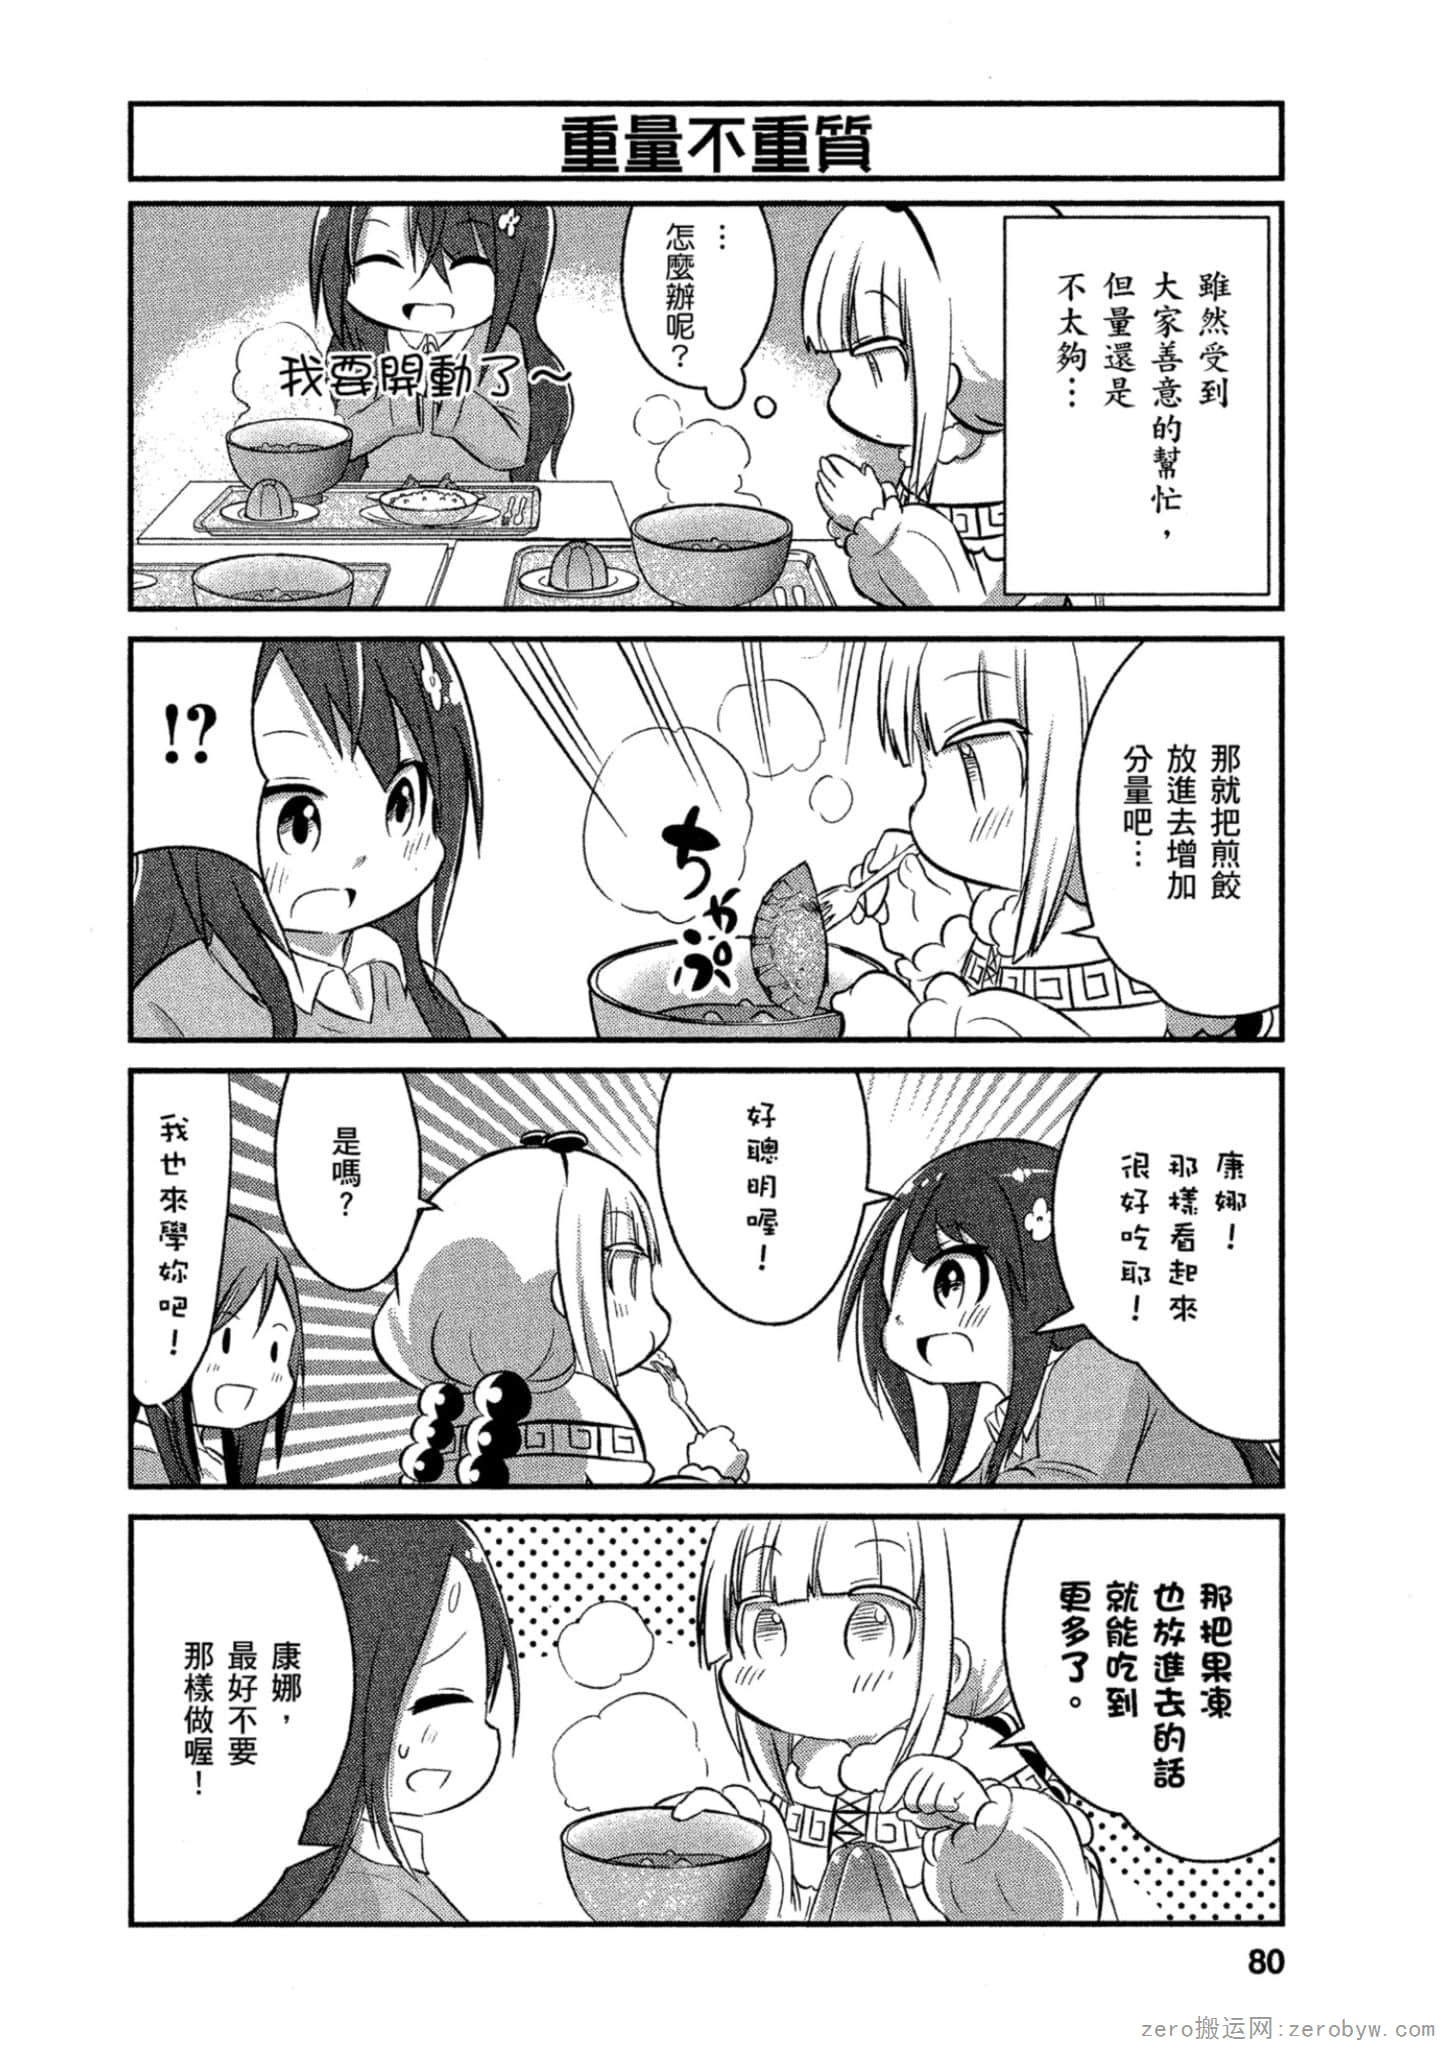 重量不重質
雖然受到
大家善意的幫忙，
但量還是
不太夠…
…
怎麼辦呢？
我要開動了～
那就把煎餃
放進去增加
分量吧…
ちゃぷ
!?
康娜！
那樣看起來
很好吃耶！
好聰明喔！
是嗎？
我也來學妳吧！
那把果凍
也放進去的話
就能吃到
更多了。
康娜，
最好不要
那樣做喔！
80
zero搬运网:zerobyw.com